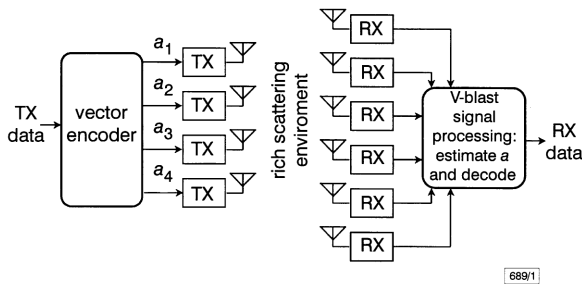 TX
data
vector
encoder
a1
TX
a2
TX
a3
TX
a4
TX
rich scattering
enviroment
RX
RX
RX
RX
RX
RX
V-blast
signal
processing:
estimate a
and decode
RX
data
689/1